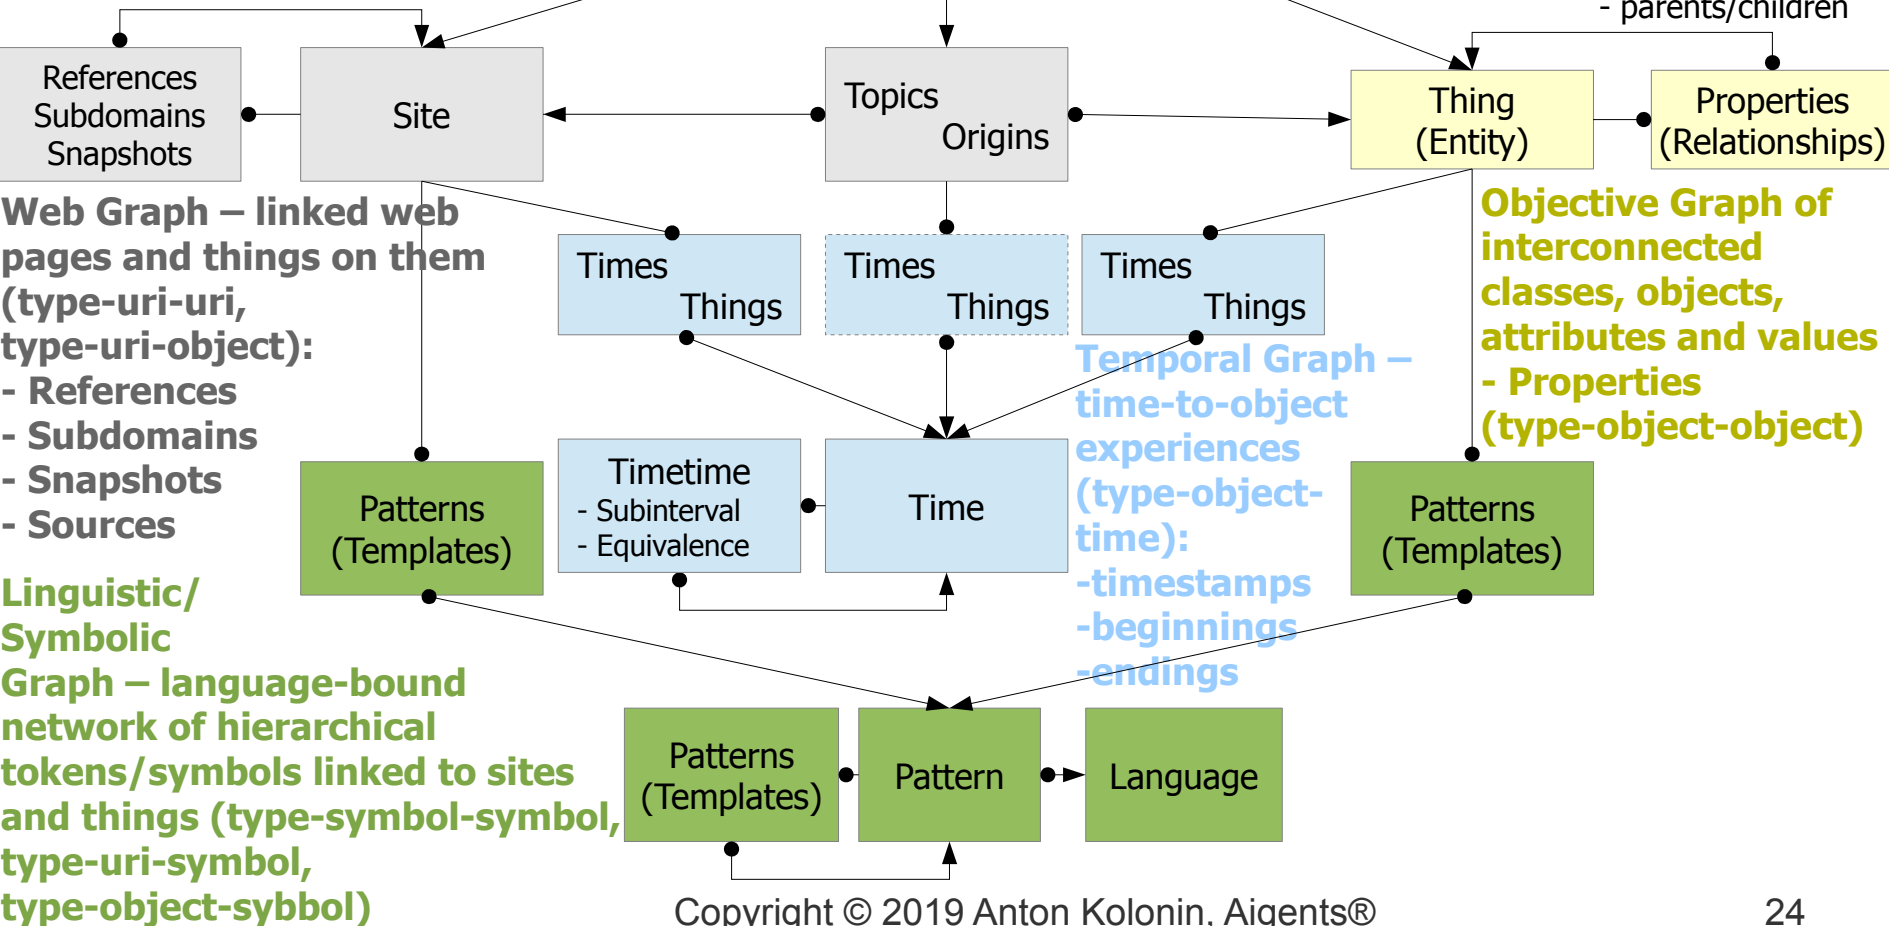 - parents/children
References
Subdomains
Snapshots
Site
Topics
Origins
Thing
(Entity)
Properties
(Relationships)
Web Graph – linked web
pages and things on them
(type-uri-uri,
type-uri-object):
- References
- Subdomains
- Snapshots
- Sources
Times
Things
Times
Things
Times
Things
Objective Graph of
interconnected
classes, objects,
attributes and values
- Properties
(type-object-object)
Temporal Graph –
time-to-object
experiences
(type-object-
time):
-timestamps
-beginnings
-endings
Patterns
(Templates)
Timetime
- Subinterval
- Equivalence
Time
Patterns
(Templates)
Linguistic/
Symbolic
Graph – language-bound
network of hierarchical
tokens/symbols linked to sites
and things (type-symbol-symbol,
type-uri-symbol,
type-object-sybbol)
Patterns
(Templates)
Pattern
Language
Copyright © 2019 Anton Kolonin, Aigents®
24